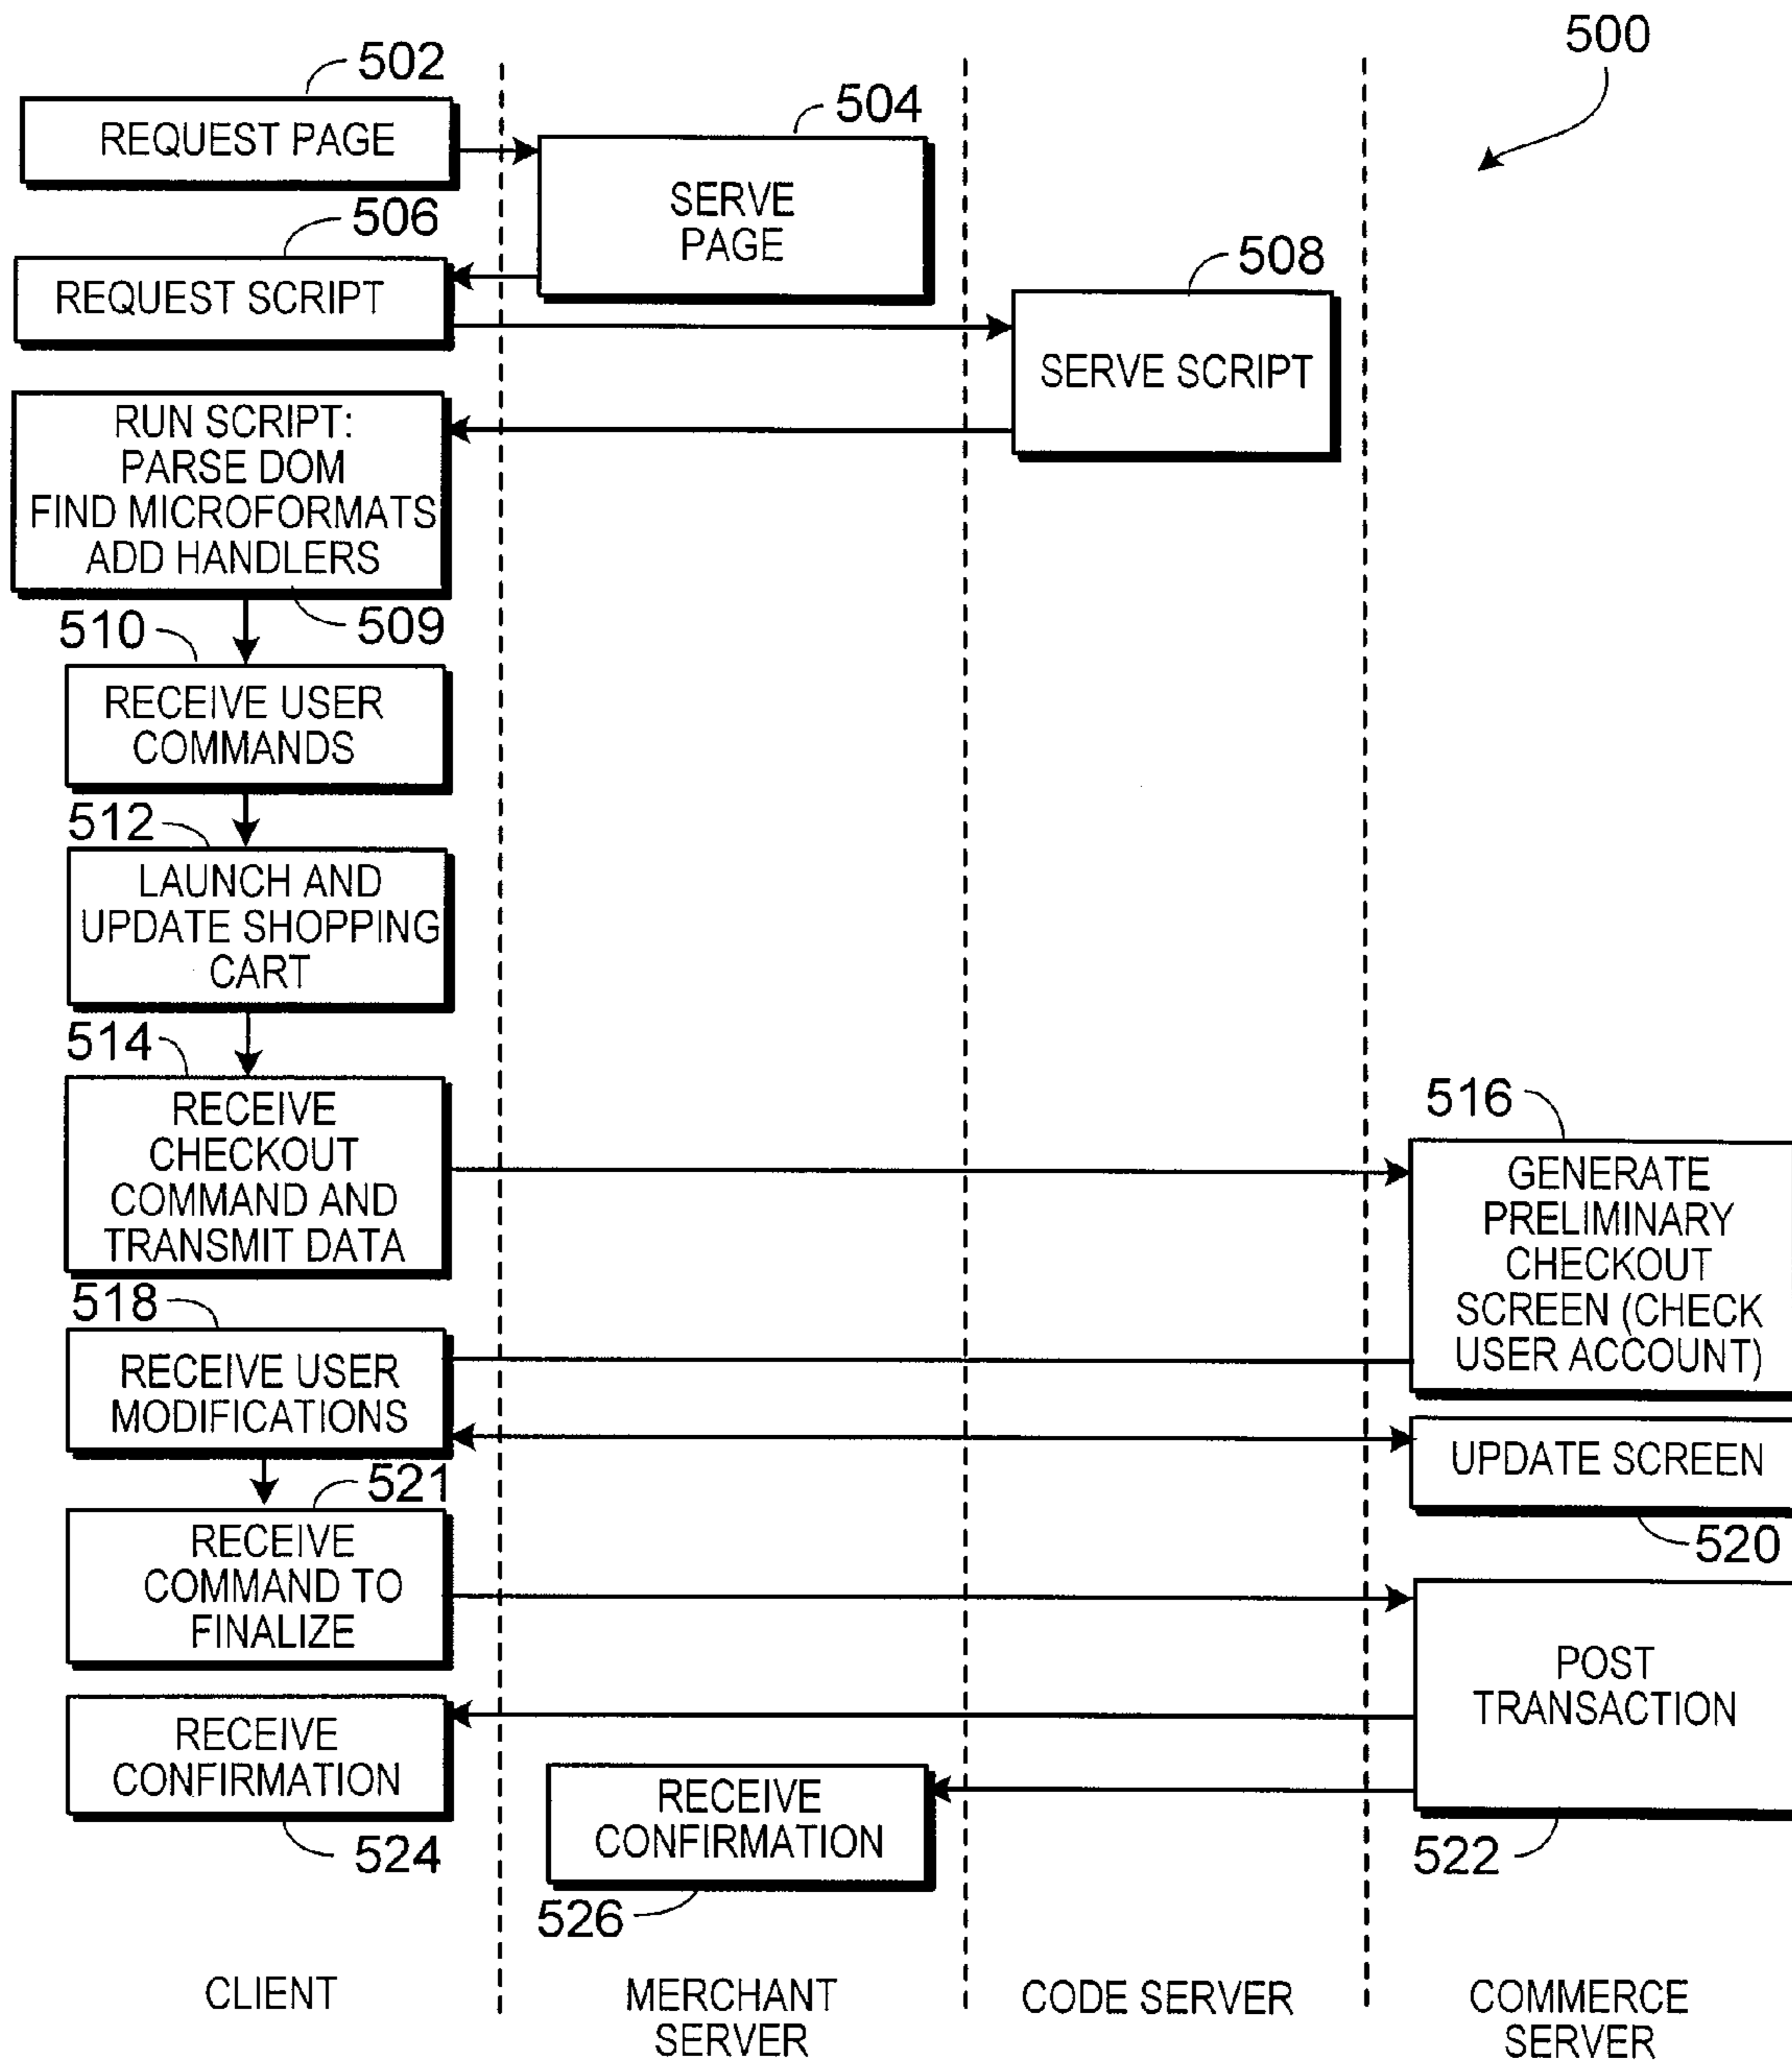 500
502
REQUEST PAGE
504
SERVE
PAGE
506
REQUEST SCRIPT
508
SERVE SCRIPT
RUN SCRIPT:
PARSE DOM
FIND MICROFORMATS
ADD HANDLERS
509
510
RECEIVE USER
COMMANDS
512
LAUNCH AND
UPDATE SHOPPING
CART
514
RECEIVE
CHECKOUT
COMMAND AND
TRANSMIT DATA
516
GENERATE
PRELIMINARY
CHECKOUT
SCREEN (CHECK
USER ACCOUNT)
518
RECEIVE USER
MODIFICATIONS
UPDATE SCREEN
520
521
RECEIVE
COMMAND TO
FINALIZE
POST
TRANSACTION
522
RECEIVE
CONFIRMATION
524
RECEIVE
CONFIRMATION
526
CLIENT
MERCHANT
SERVER
CODE SERVER
COMMERCE
SERVER